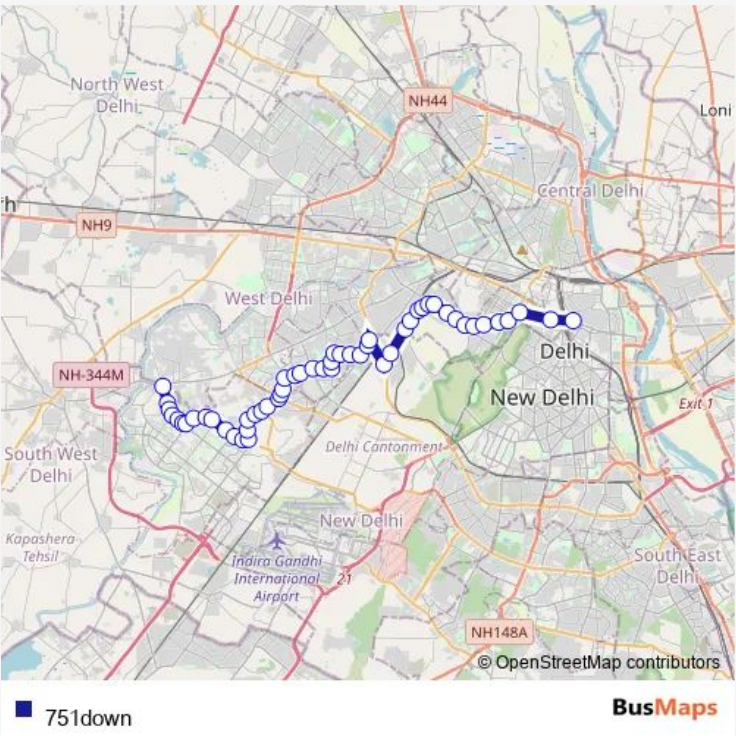 North West
Delhi
NH44
Loni
Central Delhi
h
NH9
West Delhi
Delhi
NH-344M
New Delhi
Exit 1
Delhi Cantonment
South West
Delhi
New Delhi
Kapashera
Tehsil
Indira Gandhi
International
Airport
21
South East
Delhi
NH148A
© OpenStreetMap contributors
751down
BusMaps